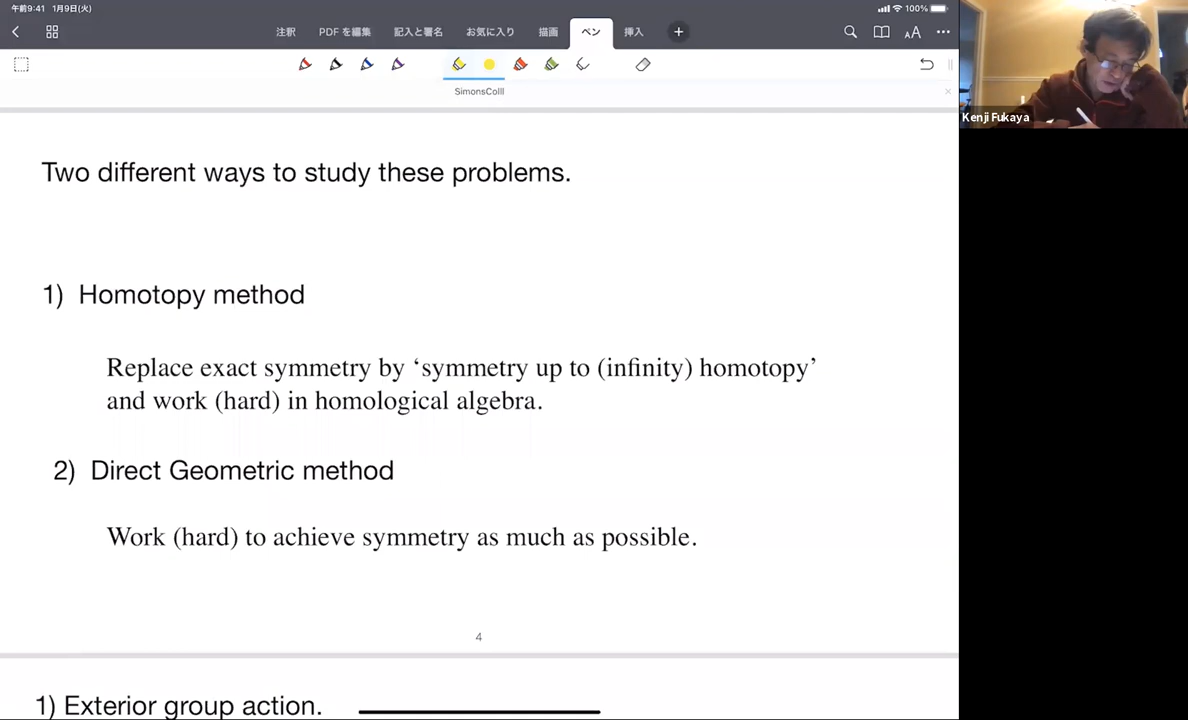 午前9:41 1月9日(火)
100%
注釈 PDF を編集 記入と署名 お気に入り 描画 ペン 挿入
AA
SimonsColll
Kenji Fukaya
Two different ways to study these problems.
1) Homotopy method
Replace exact symmetry by ‘symmetry up to (infinity) homotopy’
and work (hard) in homological algebra.
2) Direct Geometric method
Work (hard) to achieve symmetry as much as possible.
4
1) Exterior group action.